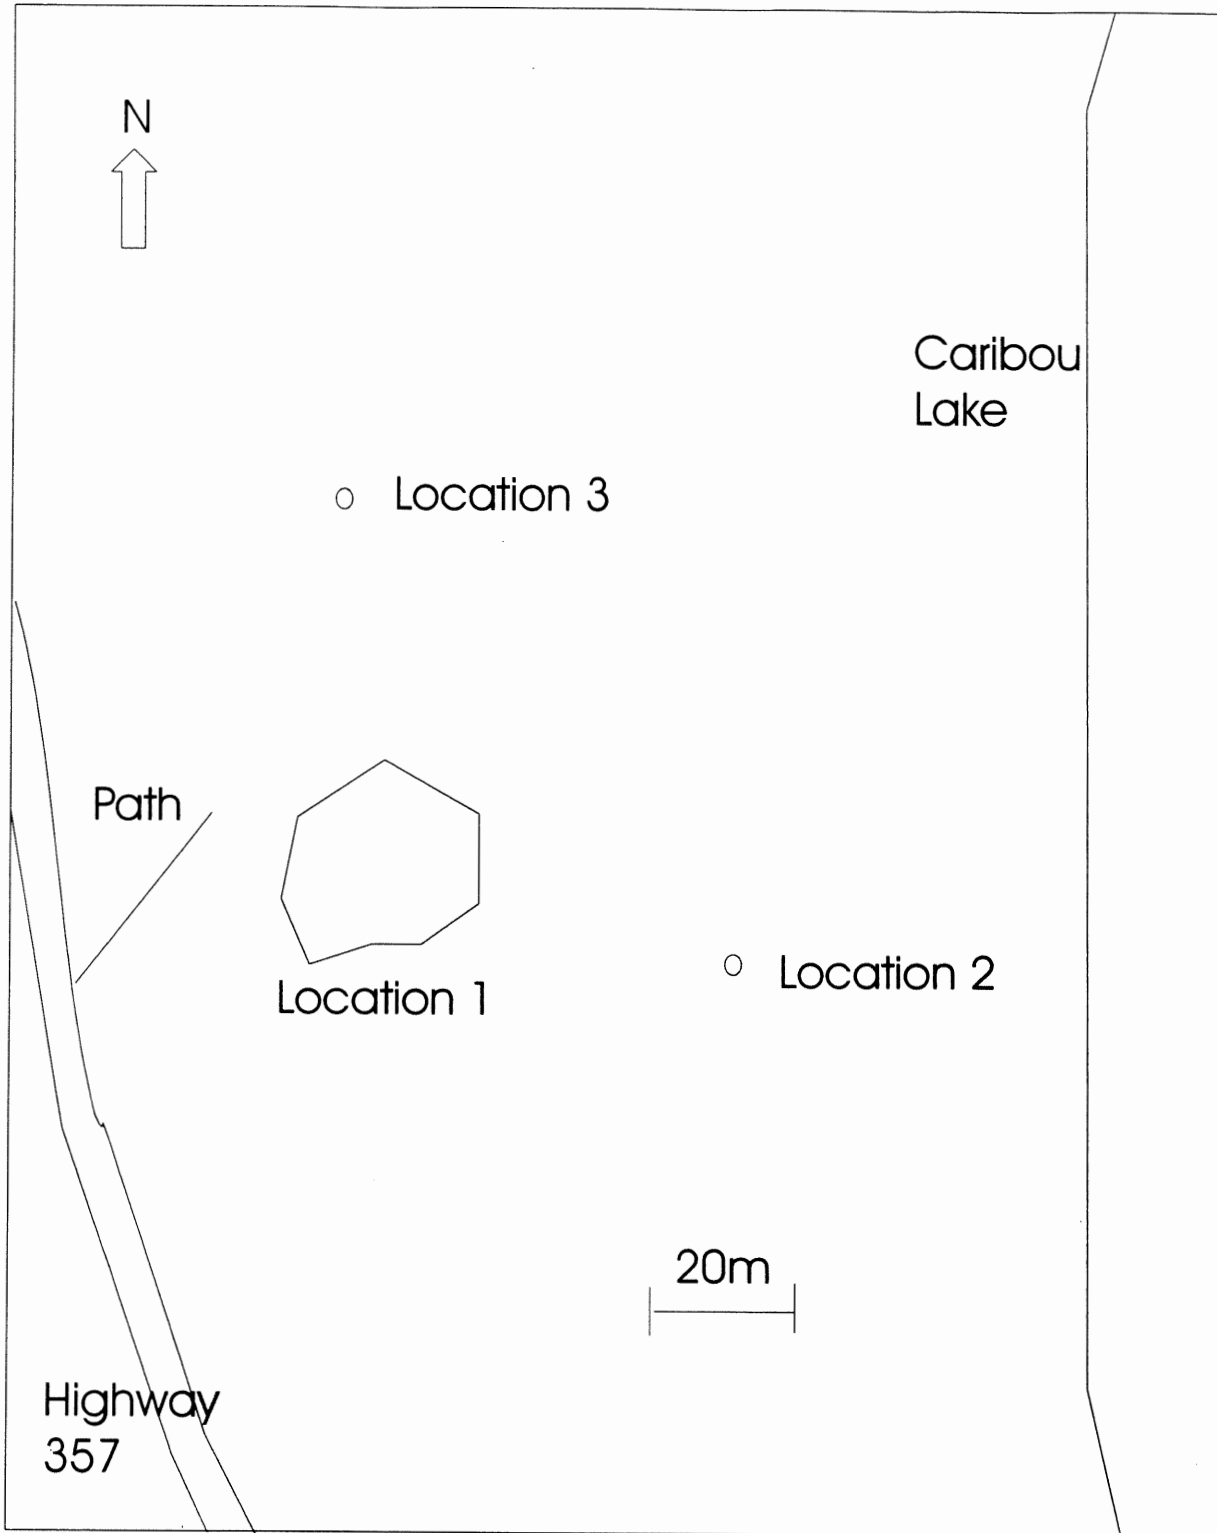 N
Caribou
Lake
Location 3
Path
Location 1
Location 2
20m
Highway
357